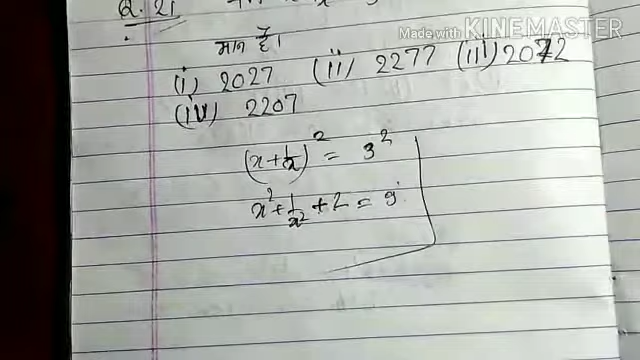 Q. 21
Made with KINEMASTER
मान है।
(i) 2027 (ii) 2277 (iii) 2072
(iv) 2207
(x+1/x)² = 3²
x²+1/x²+2 = 9